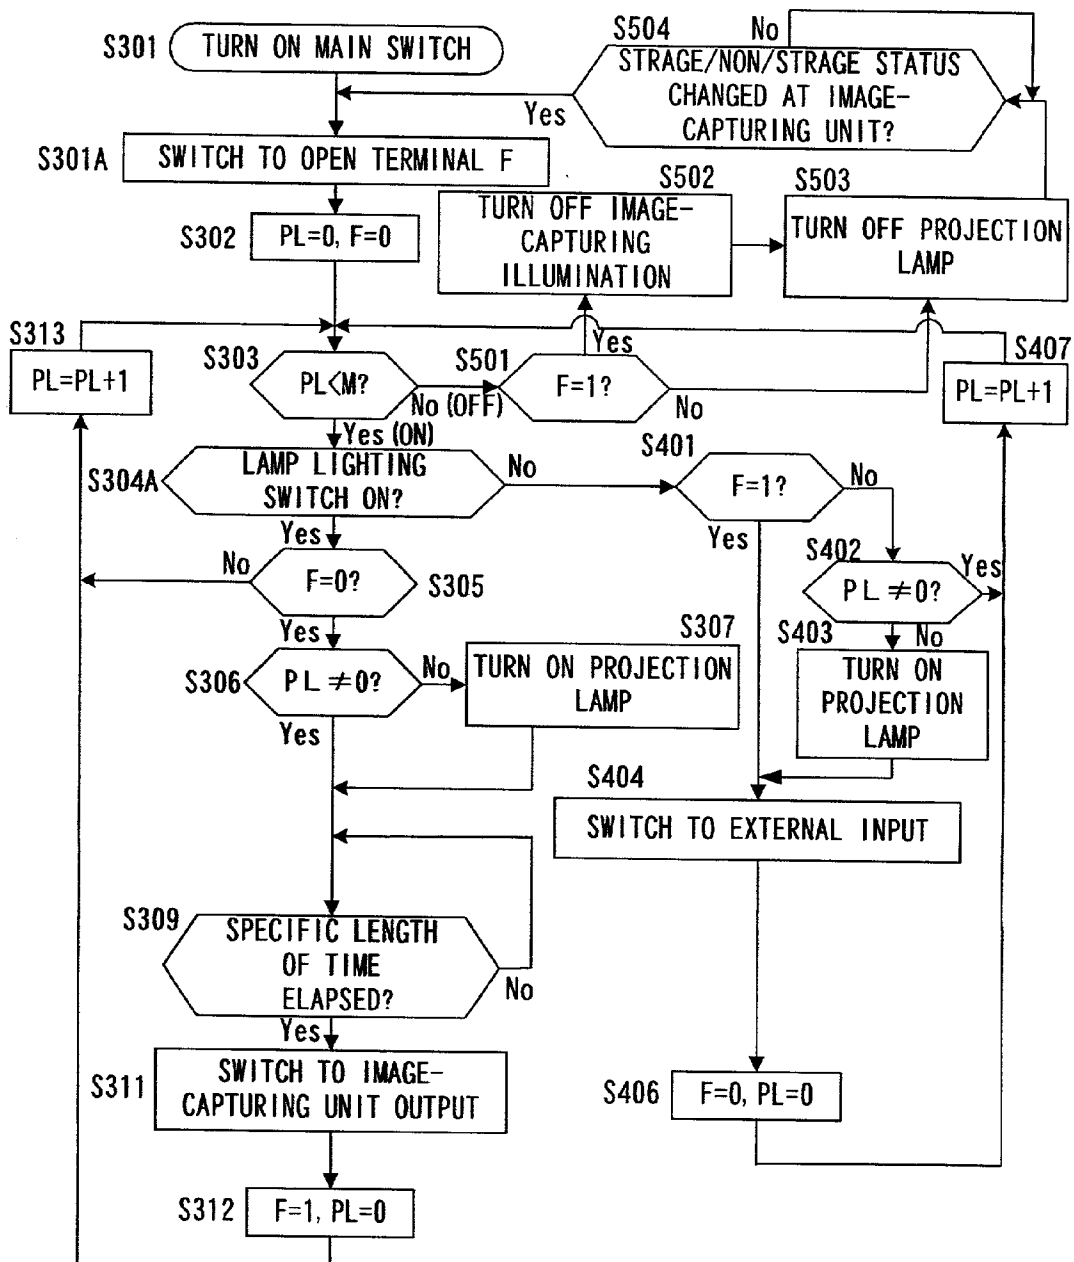 S301
TURN ON MAIN SWITCH
S504
No
STRAGE/NON/STRAGE STATUS
CHANGED AT IMAGE-
CAPTURING UNIT?
Yes
S301A
SWITCH TO OPEN TERMINAL F
S302
PL=0, F=0
S502
TURN OFF IMAGE-
CAPTURING
ILLUMINATION
S503
TURN OFF PROJECTION
LAMP
S313
PL=PL+1
S303
PL<M?
No (OFF)
Yes (ON)
S501
F=1?
Yes
No
S407
PL=PL+1
S304A
LAMP LIGHTING
SWITCH ON?
No
Yes
S401
F=1?
No
Yes
S305
F=0?
No
Yes
S402
PL≠0?
Yes
No
S306
PL≠0?
No
Yes
S307
TURN ON PROJECTION
LAMP
S403
TURN ON
PROJECTION
LAMP
S404
SWITCH TO EXTERNAL INPUT
S309
SPECIFIC LENGTH
OF TIME
ELAPSED?
No
Yes
S311
SWITCH TO IMAGE-
CAPTURING UNIT OUTPUT
S406
F=0, PL=0
S312
F=1, PL=0